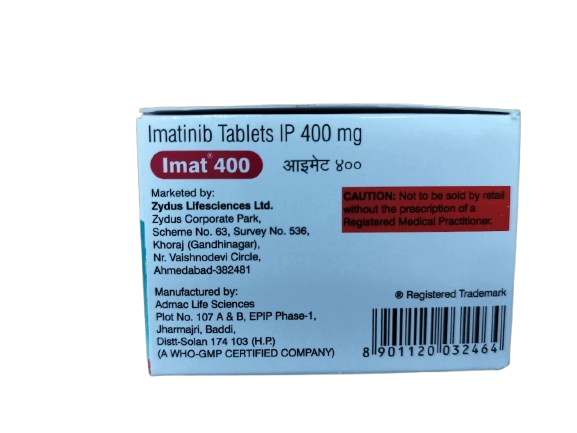 Imatinib Tablets IP 400 mg
Imat® 400 आइमेट ४००
Marketed by:
Zydus Lifesciences Ltd.
Zydus Corporate Park,
Scheme No. 63, Survey No. 536,
Khoraj (Gandhinagar),
Nr. Vaishnodevi Circle,
Ahmedabad-382481
CAUTION: Not to be sold by retail
without the prescription of a
Registered Medical Practitioner.
Manufactured by:
Admac Life Sciences
Plot No. 107 A & B, EPIP Phase-1,
Jharmajri, Baddi,
Distt-Solan 174 103 (H.P.)
(A WHO-GMP CERTIFIED COMPANY)
® Registered Trademark
8 901120 032464